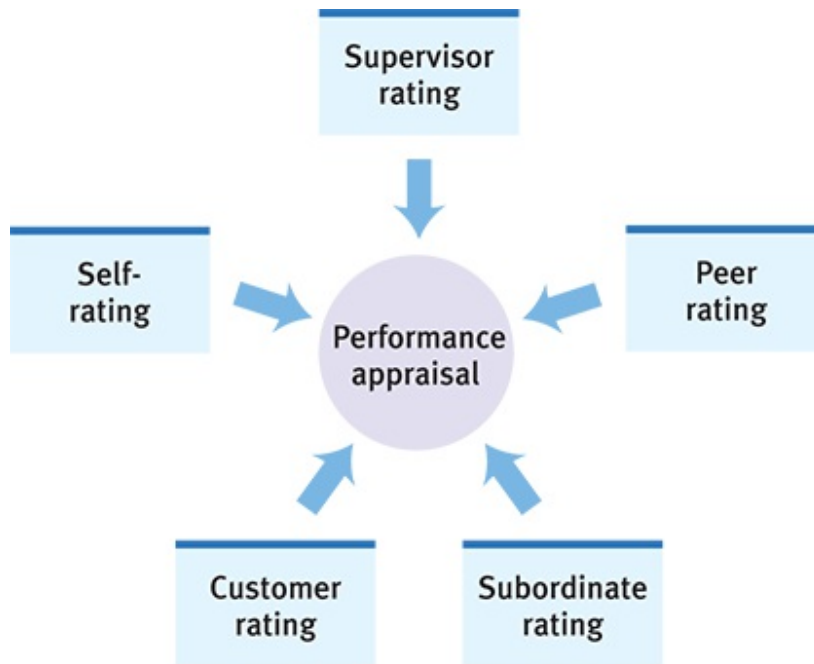 Supervisor
rating
Self-
rating
Peer
rating
Performance
appraisal
Customer
rating
Subordinate
rating